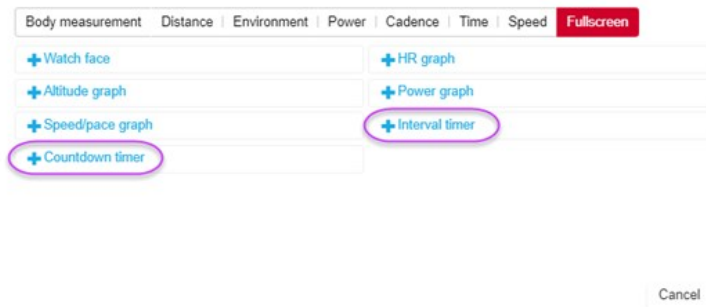 Body measurement Distance Environment Power Cadence Time Speed Fullscreen
Watch face HR graph
Altitude graph Power graph
Speed/pace graph Interval timer
Countdown timer
Cancel